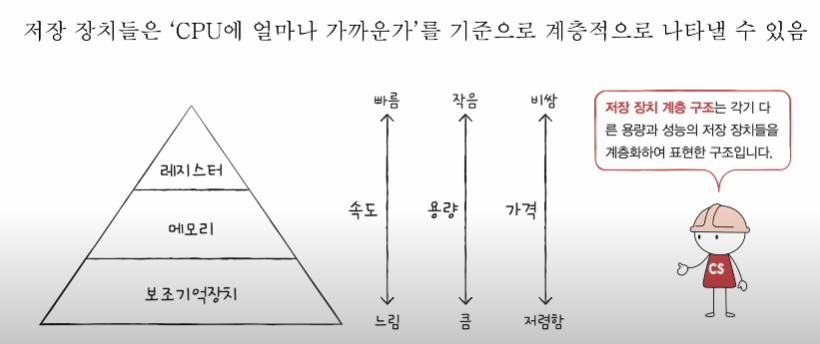 저장 장치들은 ‘CPU에 얼마나 가까운가’를 기준으로 계층적으로 나타낼 수 있음
레지스터
메모리
보조기억장치
빠름
속도
느림
작음
용량
큼
비쌈
가격
저렴함
저장 장치 계층 구조는 각기 다
른 용량과 성능의 저장 장치들을
계층화하여 표현한 구조입니다.
CS